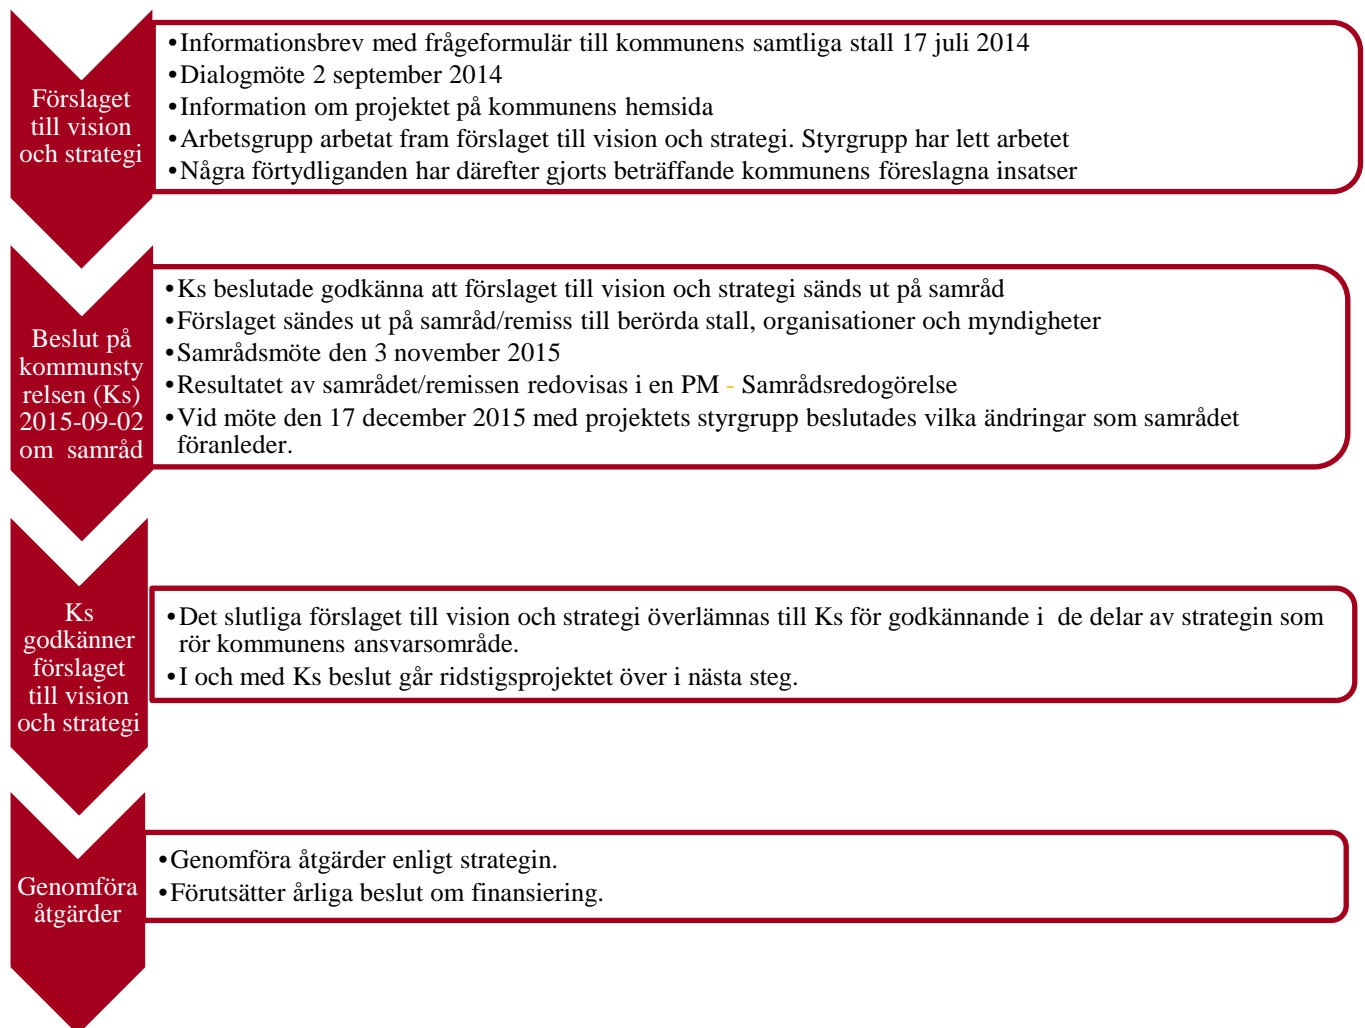 Förslaget
till vision
och strategi
•Informationsbrev med frågeformulär till kommunens samtliga stall 17 juli 2014
•Dialogmöte 2 september 2014
•Information om projektet på kommunens hemsida
•Arbetsgrupp arbetat fram förslaget till vision och strategi. Styrgrupp har lett arbetet
•Några förtydliganden har därefter gjorts beträffande kommunens föreslagna insatser
Beslut på
kommunsty
relsen (Ks)
2015-09-02
om samråd
•Ks beslutade godkänna att förslaget till vision och strategi sänds ut på samråd
•Förslaget sändes ut på samråd/remiss till berörda stall, organisationer och myndigheter
•Samrådsmöte den 3 november 2015
•Resultatet av samrådet/remissen redovisas i en PM - Samrådsredogörelse
•Vid möte den 17 december 2015 med projektets styrgrupp beslutades vilka ändringar som samrådet
föranleder.
Ks
godkänner
förslaget
till vision
och strategi
•Det slutliga förslaget till vision och strategi överlämnas till Ks för godkännande i de delar av strategin som
rör kommunens ansvarsområde.
•I och med Ks beslut går ridstigsprojektet över i nästa steg.
Genomföra
åtgärder
•Genomföra åtgärder enligt strategin.
•Förutsätter årliga beslut om finansiering.